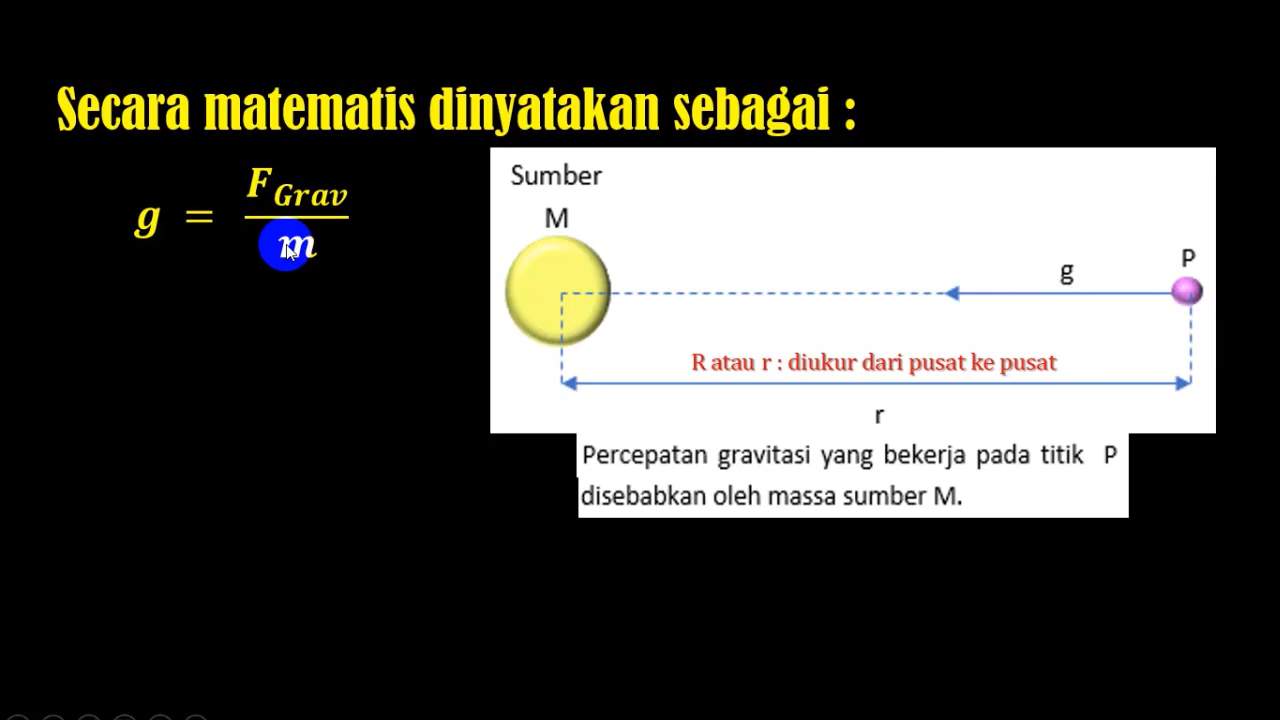 Secara matematis dinyatakan sebagai :
g = F_Grav / m
Sumber
M
P
g
R atau r : diukur dari pusat ke pusat
r
Percepatan gravitasi yang bekerja pada titik P
disebabkan oleh massa sumber M.